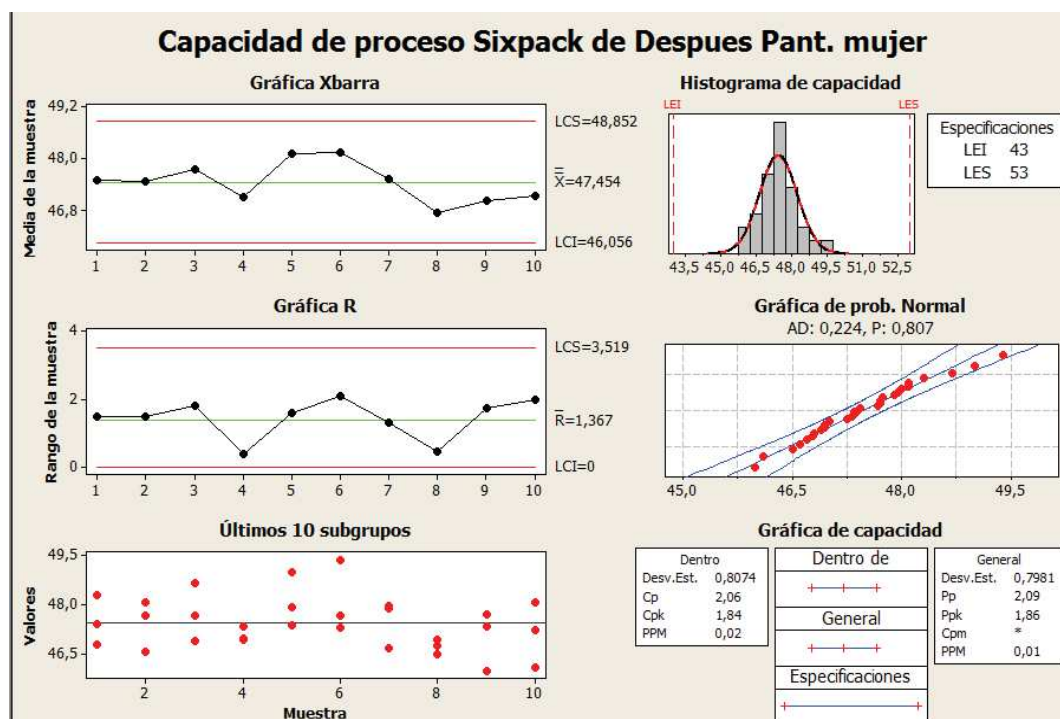 Capacidad de proceso Sixpack de Despues Pant. mujer
Gráfica Xbarra
Media de la muestra
49,2
48,0
46,8
LCS=48,852
X=47,454
LCI=46,056
1 2 3 4 5 6 7 8 9 10
Histograma de capacidad
LEI LES
43,5 45,0 46,5 48,0 49,5 51,0 52,5
Especificaciones
LEI 43
LES 53
Gráfica R
Rango de la muestra
4
2
0
LCS=3,519
R=1,367
LCI=0
1 2 3 4 5 6 7 8 9 10
Gráfica de prob. Normal
AD: 0,224, P: 0,807
45,0 46,5 48,0 49,5
Últimos 10 subgrupos
Valores
49,5
48,0
46,5
2 4 6 8 10
Muestra
Gráfica de capacidad
Dentro
Desv.Est. 0,8074
Cp 2,06
Cpk 1,84
PPM 0,02
Dentro de
General
Especificaciones
General
Desv.Est. 0,7981
Pp 2,09
Ppk 1,86
Cpm *
PPM 0,01